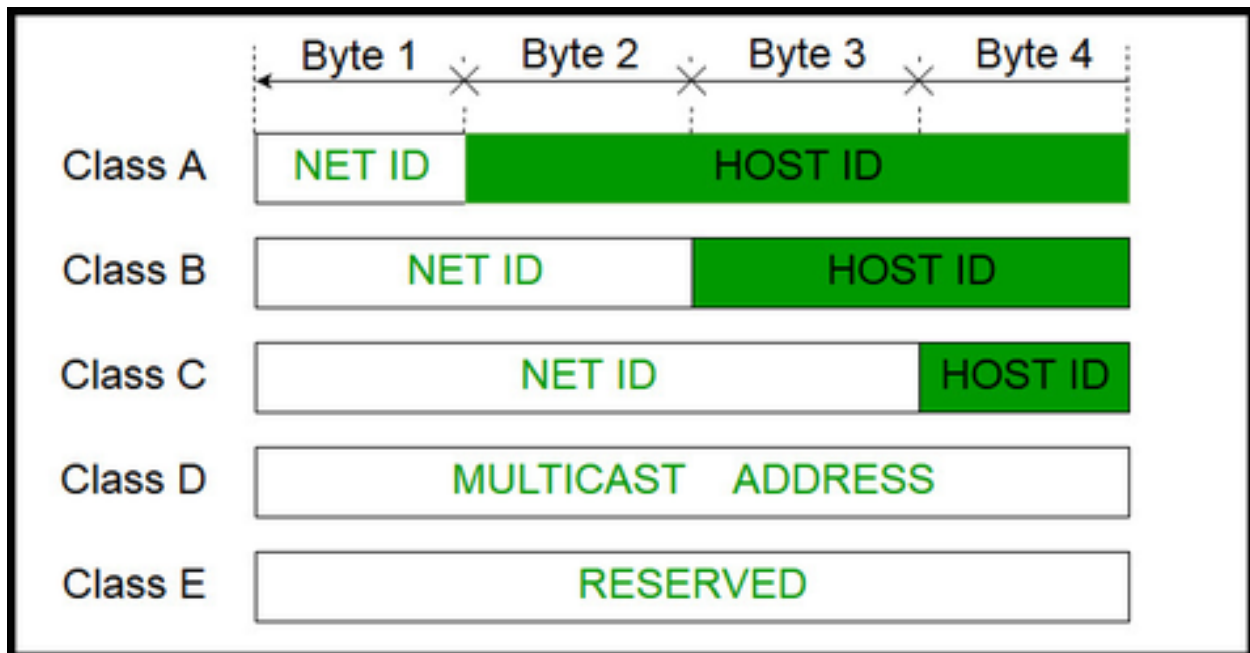 Byte 1 Byte 2 Byte 3 Byte 4
Class A NET ID HOST ID
Class B NET ID HOST ID
Class C NET ID HOST ID
Class D MULTICAST ADDRESS
Class E RESERVED